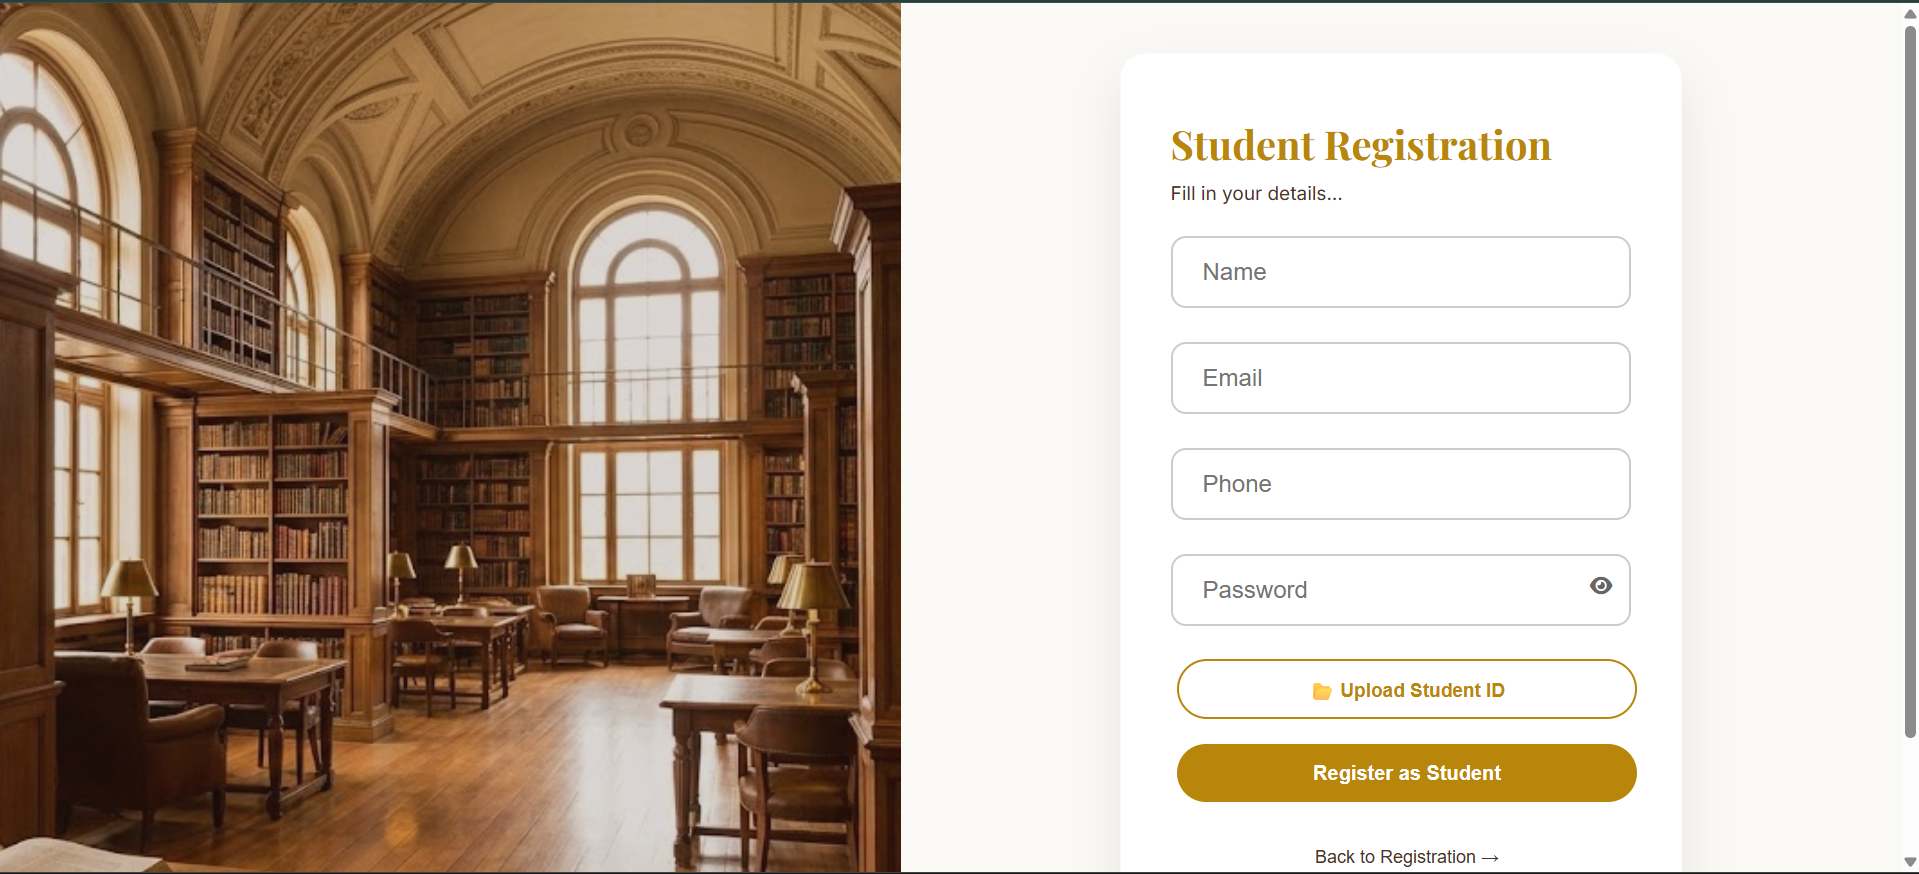 Student Registration
Fill in your details...
Name
Email
Phone
Password
Upload Student ID
Register as Student
Back to Registration →